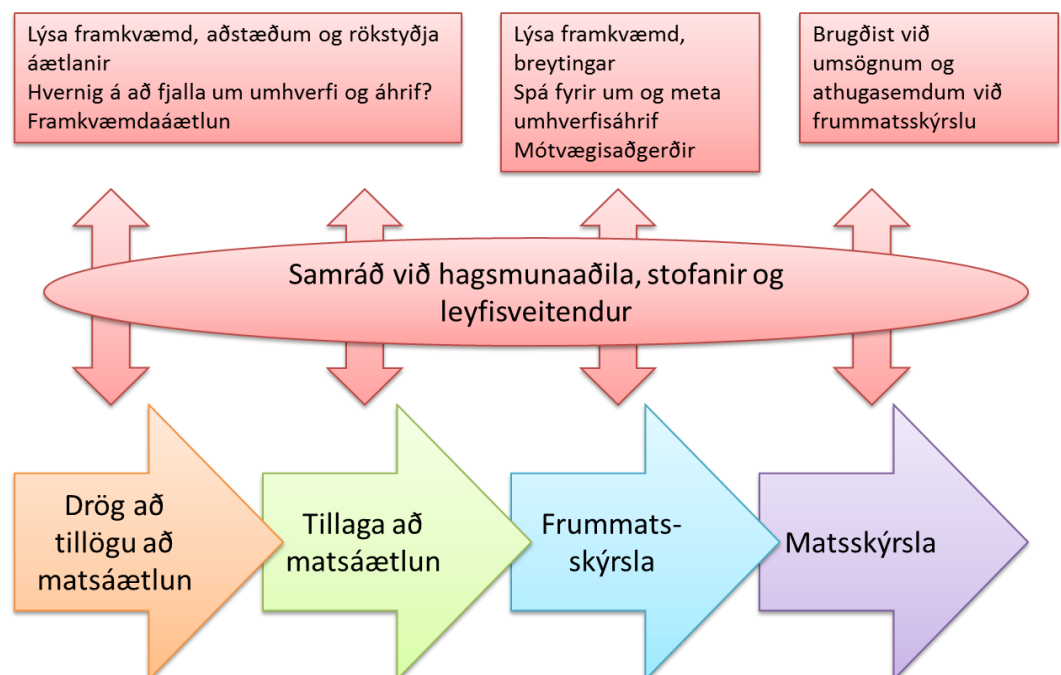 Lýsa framkvæmd, aðstæðum og rökstyðja
áætlanir
Hvernig á að fjalla um umhverfi og áhrif?
Framkvæmdaáætlun
Lýsa framkvæmd,
breytingar
Spá fyrir um og meta
umhverfisáhrif
Mótvægisaðgerðir
Brugðist við
umsögnum og
athugasemdum við
frummatsskýrslu
Samráð við hagsmunaaðila, stofanir og
leyfisveitendur
Drög að
tillögu að
matsáætlun
Tillaga að
matsáætlun
Frummats-
skýrsla
Matsskýrsla